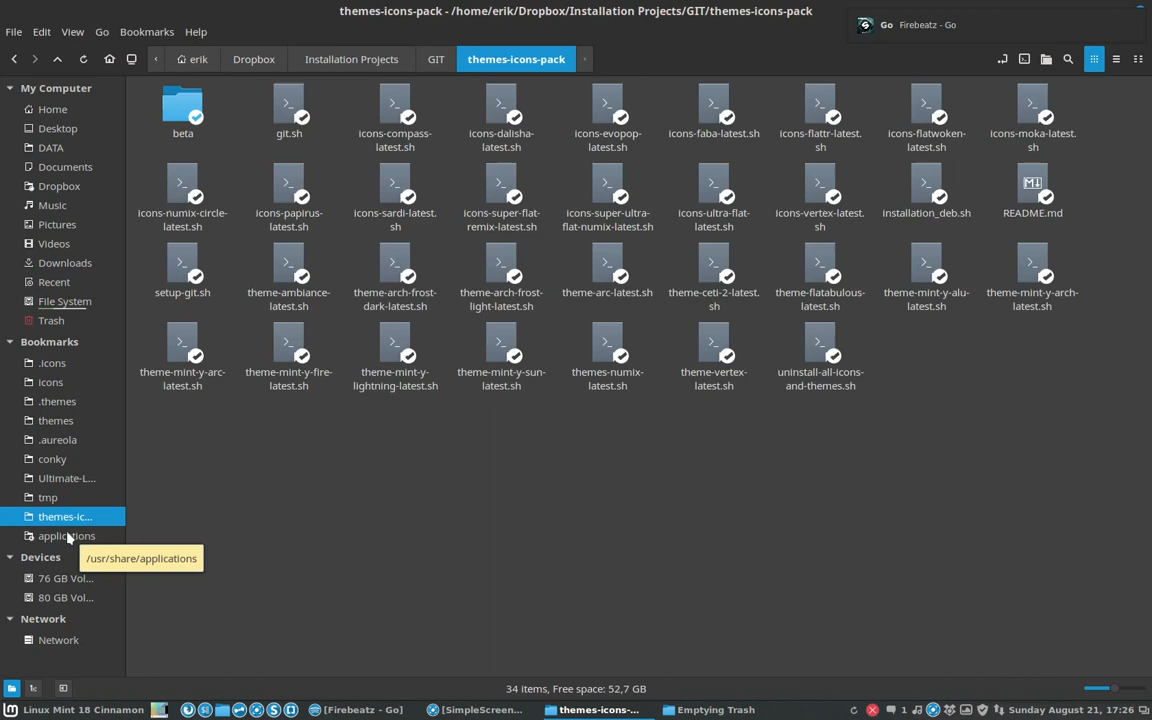 themes-icons-pack - /home/erik/Dropbox/Installation Projects/GIT/themes-icons-pack
Go Firebeatz - Go
File Edit View Go Bookmarks Help
erik Dropbox Installation Projects GIT themes-icons-pack
My Computer
Home
Desktop
DATA
Documents
Dropbox
Music
Pictures
Videos
Downloads
Recent
File System
Trash
Bookmarks
.icons
icons
.themes
themes
.aureola
conky
Ultimate-L...
tmp
themes-ic...
applications
/usr/share/applications
Devices
76 GB Vol...
80 GB Vol...
Network
Network
beta
git.sh
icons-compass-
latest.sh
icons-dalisha-
latest.sh
icons-evopop-
latest.sh
icons-faba-latest.sh
icons-flattr-latest.
sh
icons-flatwoken-
latest.sh
icons-moka-latest.
sh
icons-numix-circle-
latest.sh
icons-papirus-
latest.sh
icons-sardi-latest.
sh
icons-super-flat-
remix-latest.sh
icons-super-ultra-
flat-numix-latest.sh
icons-ultra-flat-
latest.sh
icons-vertex-latest.
sh
installation_deb.sh
README.md
setup-git.sh
theme-ambiance-
latest.sh
theme-arch-frost-
dark-latest.sh
theme-arch-frost-
light-latest.sh
theme-arc-latest.sh
theme-ceti-2-latest.
sh
theme-flatabulous-
latest.sh
theme-mint-y-alu-
latest.sh
theme-mint-y-arch-
latest.sh
theme-mint-y-arc-
latest.sh
theme-mint-y-fire-
latest.sh
theme-mint-y-
lightning-latest.sh
theme-mint-y-sun-
latest.sh
themes-numix-
latest.sh
theme-vertex-
latest.sh
uninstall-all-icons-
and-themes.sh
34 items, Free space: 52,7 GB
Linux Mint 18 Cinnamon [Firebeatz - Go] [SimpleScreen... themes-icons-... Emptying Trash 1 Sunday August 21, 17:26